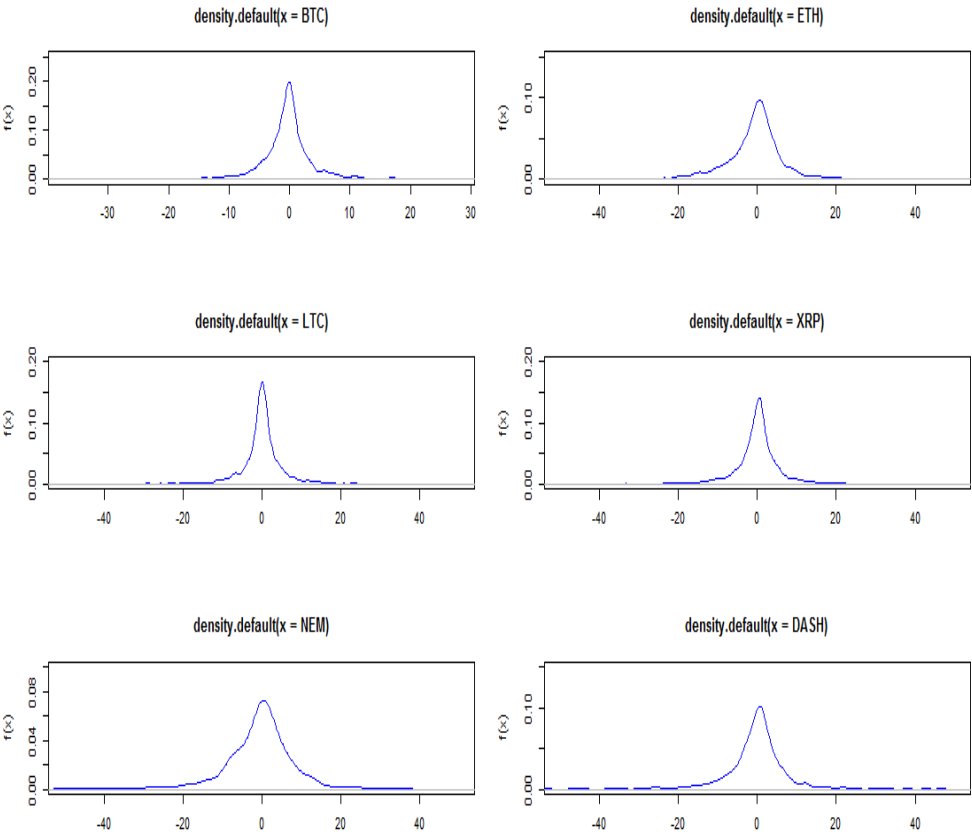 density.default(x = BTC)
f(x)
0.00 0.10 0.20
-30 -20 -10 0 10 20 30
density.default(x = ETH)
f(x)
0.00 0.10
-40 -20 0 20 40
density.default(x = LTC)
f(x)
0.00 0.10 0.20
-40 -20 0 20 40
density.default(x = XRP)
f(x)
0.00 0.10 0.20
-40 -20 0 20 40
density.default(x = NEM)
f(x)
0.00 0.04 0.08
-40 -20 0 20 40
density.default(x = DASH)
f(x)
0.00 0.10
-40 -20 0 20 40